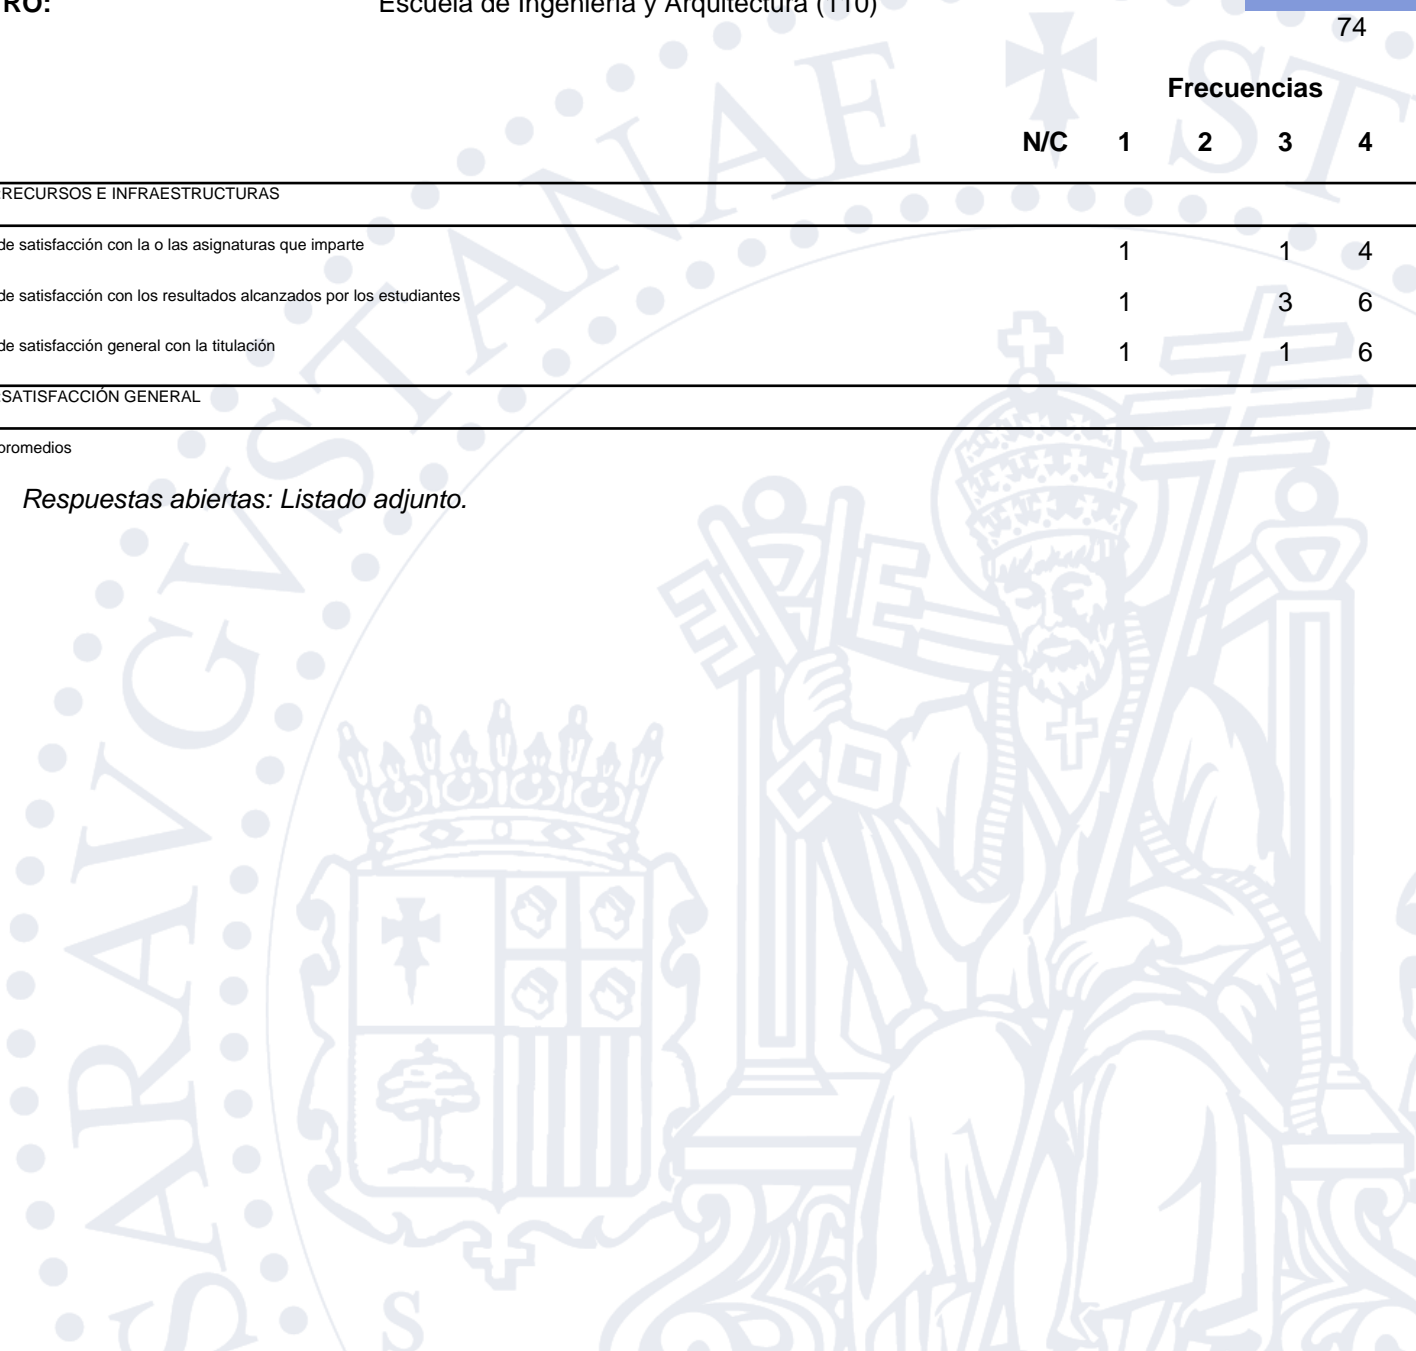 RO: Escuela de Ingeniería y Arquitectura (110)
74
Frecuencias
N/C 1 2 3 4
RECURSOS E INFRAESTRUCTURAS
de satisfacción con la o las asignaturas que imparte 1 1 4
de satisfacción con los resultados alcanzados por los estudiantes 1 3 6
de satisfacción general con la titulación 1 1 6
SATISFACCIÓN GENERAL
promedios
Respuestas abiertas: Listado adjunto.
SARAVGVSTANAE ST
S